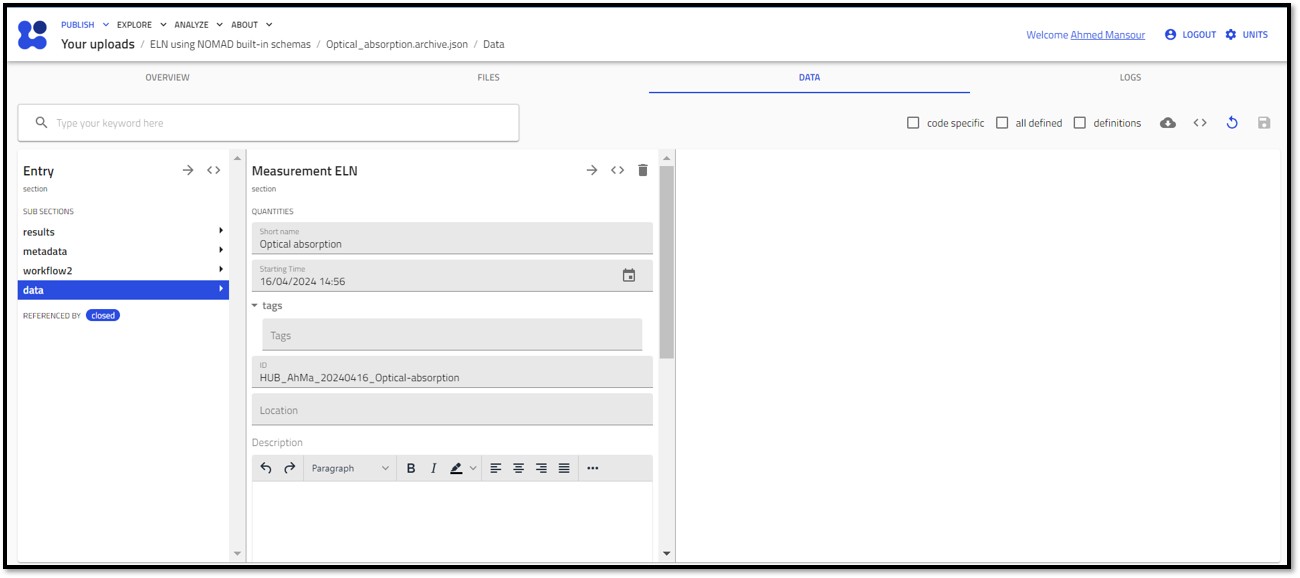 PUBLISH EXPLORE ANALYZE ABOUT
Your uploads / ELN using NOMAD built-in schemas / Optical_absorption.archive.json / Data
Welcome Ahmed Mansour LOGOUT UNITS
OVERVIEW FILES DATA LOGS
Type your keyword here
code specific all defined definitions
Entry
section
SUB SECTIONS
results
metadata
workflow2
data
REFERENCED BY closed
Measurement ELN
section
QUANTITIES
Short name
Optical absorption
Starting Time
16/04/2024 14:56
tags
Tags
ID
HUB_AhMa_20240416_Optical-absorption
Location
Description
Paragraph B I